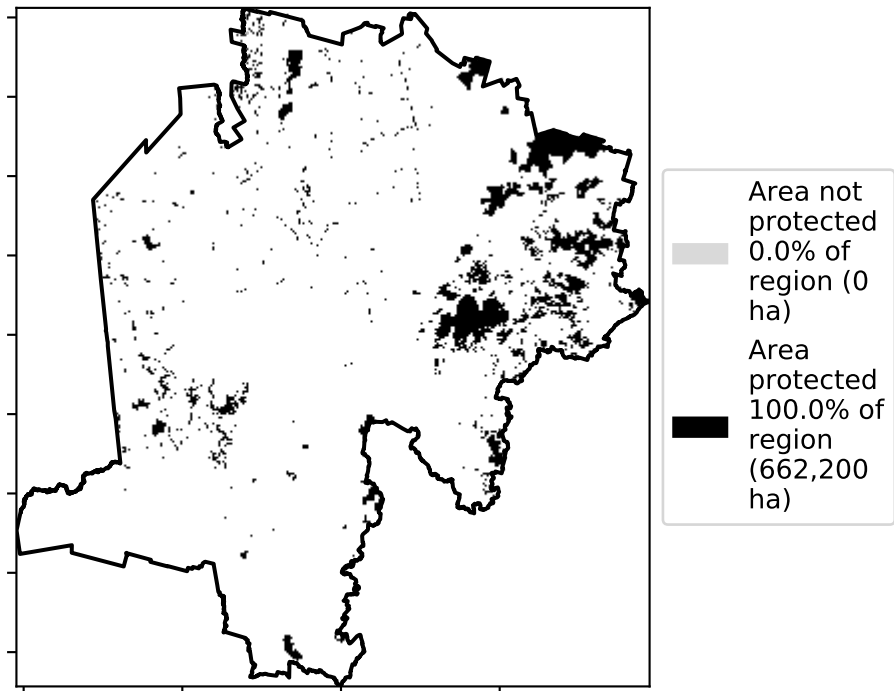 Area not
protected
0.0% of
region (0
ha)
Area
protected
100.0% of
region
(662,200
ha)